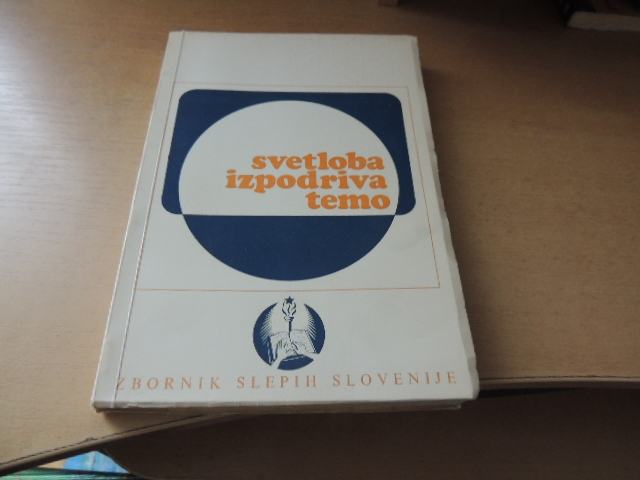 svetloba
izpodriva
temo
ZBORNIK SLEPIH SLOVENIJE